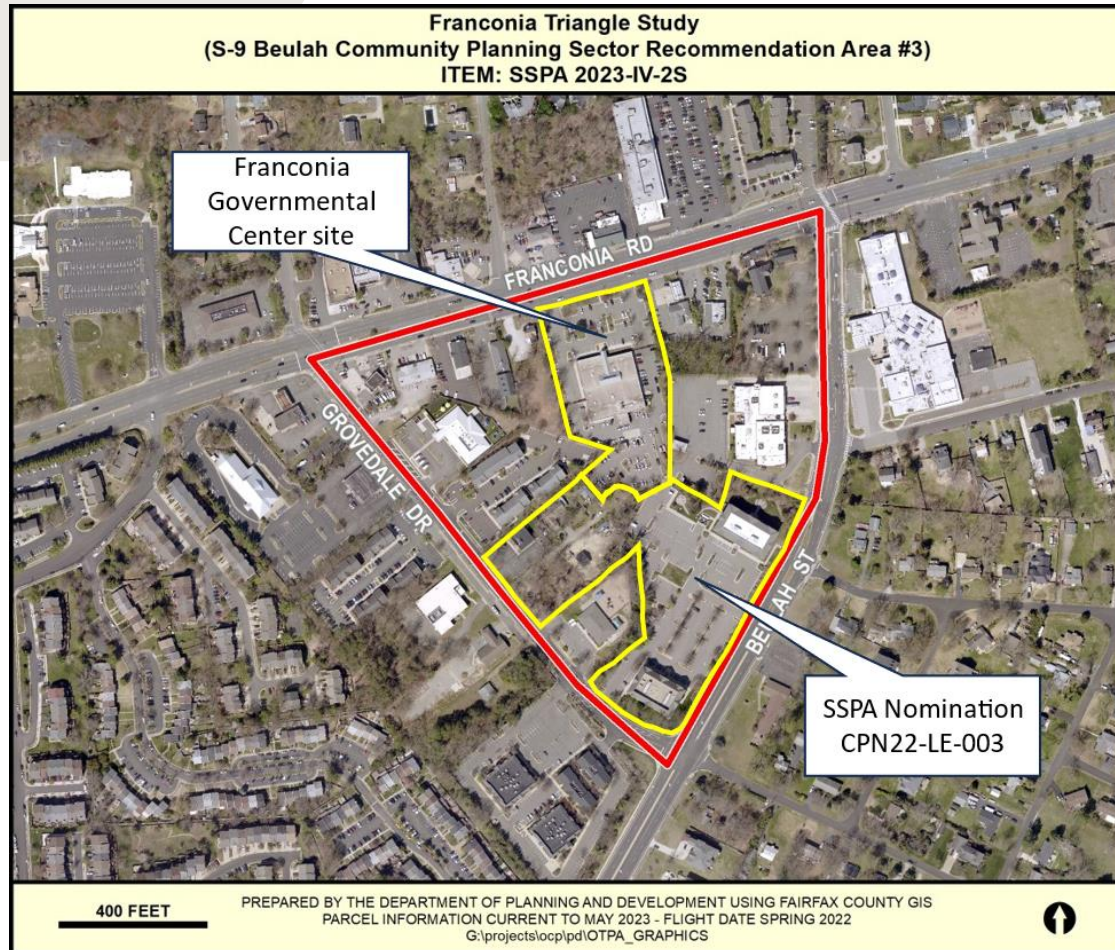 Franconia Triangle Study
(S-9 Beulah Community Planning Sector Recommendation Area #3)
ITEM: SSPA 2023-IV-2S
Franconia
Governmental
Center site
FRANCONIA RD
GROVEDALE DR
BEULAH ST
SSPA Nomination
CPN22-LE-003
400 FEET
PREPARED BY THE DEPARTMENT OF PLANNING AND DEVELOPMENT USING FAIRFAX COUNTY GIS
PARCEL INFORMATION CURRENT TO MAY 2023 - FLIGHT DATE SPRING 2022
G:\projects\ocp\pd\OTPA_GRAPHICS